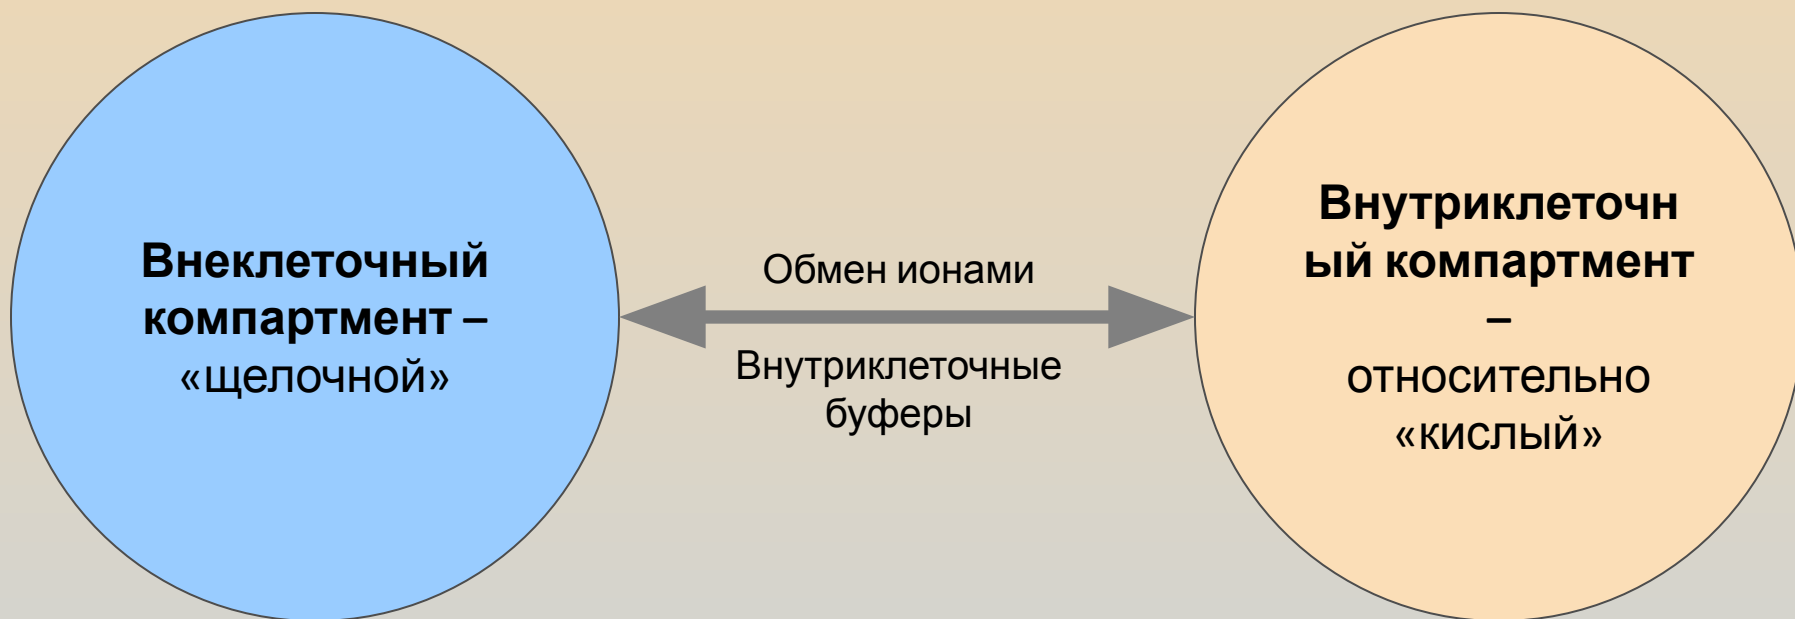 Внеклеточный
компартмент –
«щелочной»
Обмен ионами
Внутриклеточные
буферы
Внутриклеточн
ый компартмент
–
относительно
«кислый»